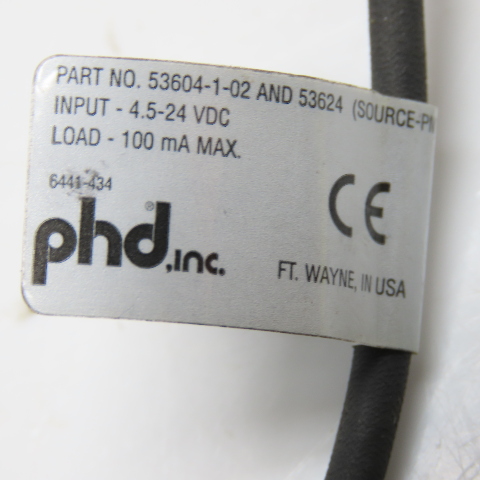 PART NO. 53604-1-02 AND 53624 (SOURCE-PN
INPUT - 4.5-24 VDC
LOAD - 100 mA MAX.
6441-434
CE
phd,inc.®
FT. WAYNE, IN USA